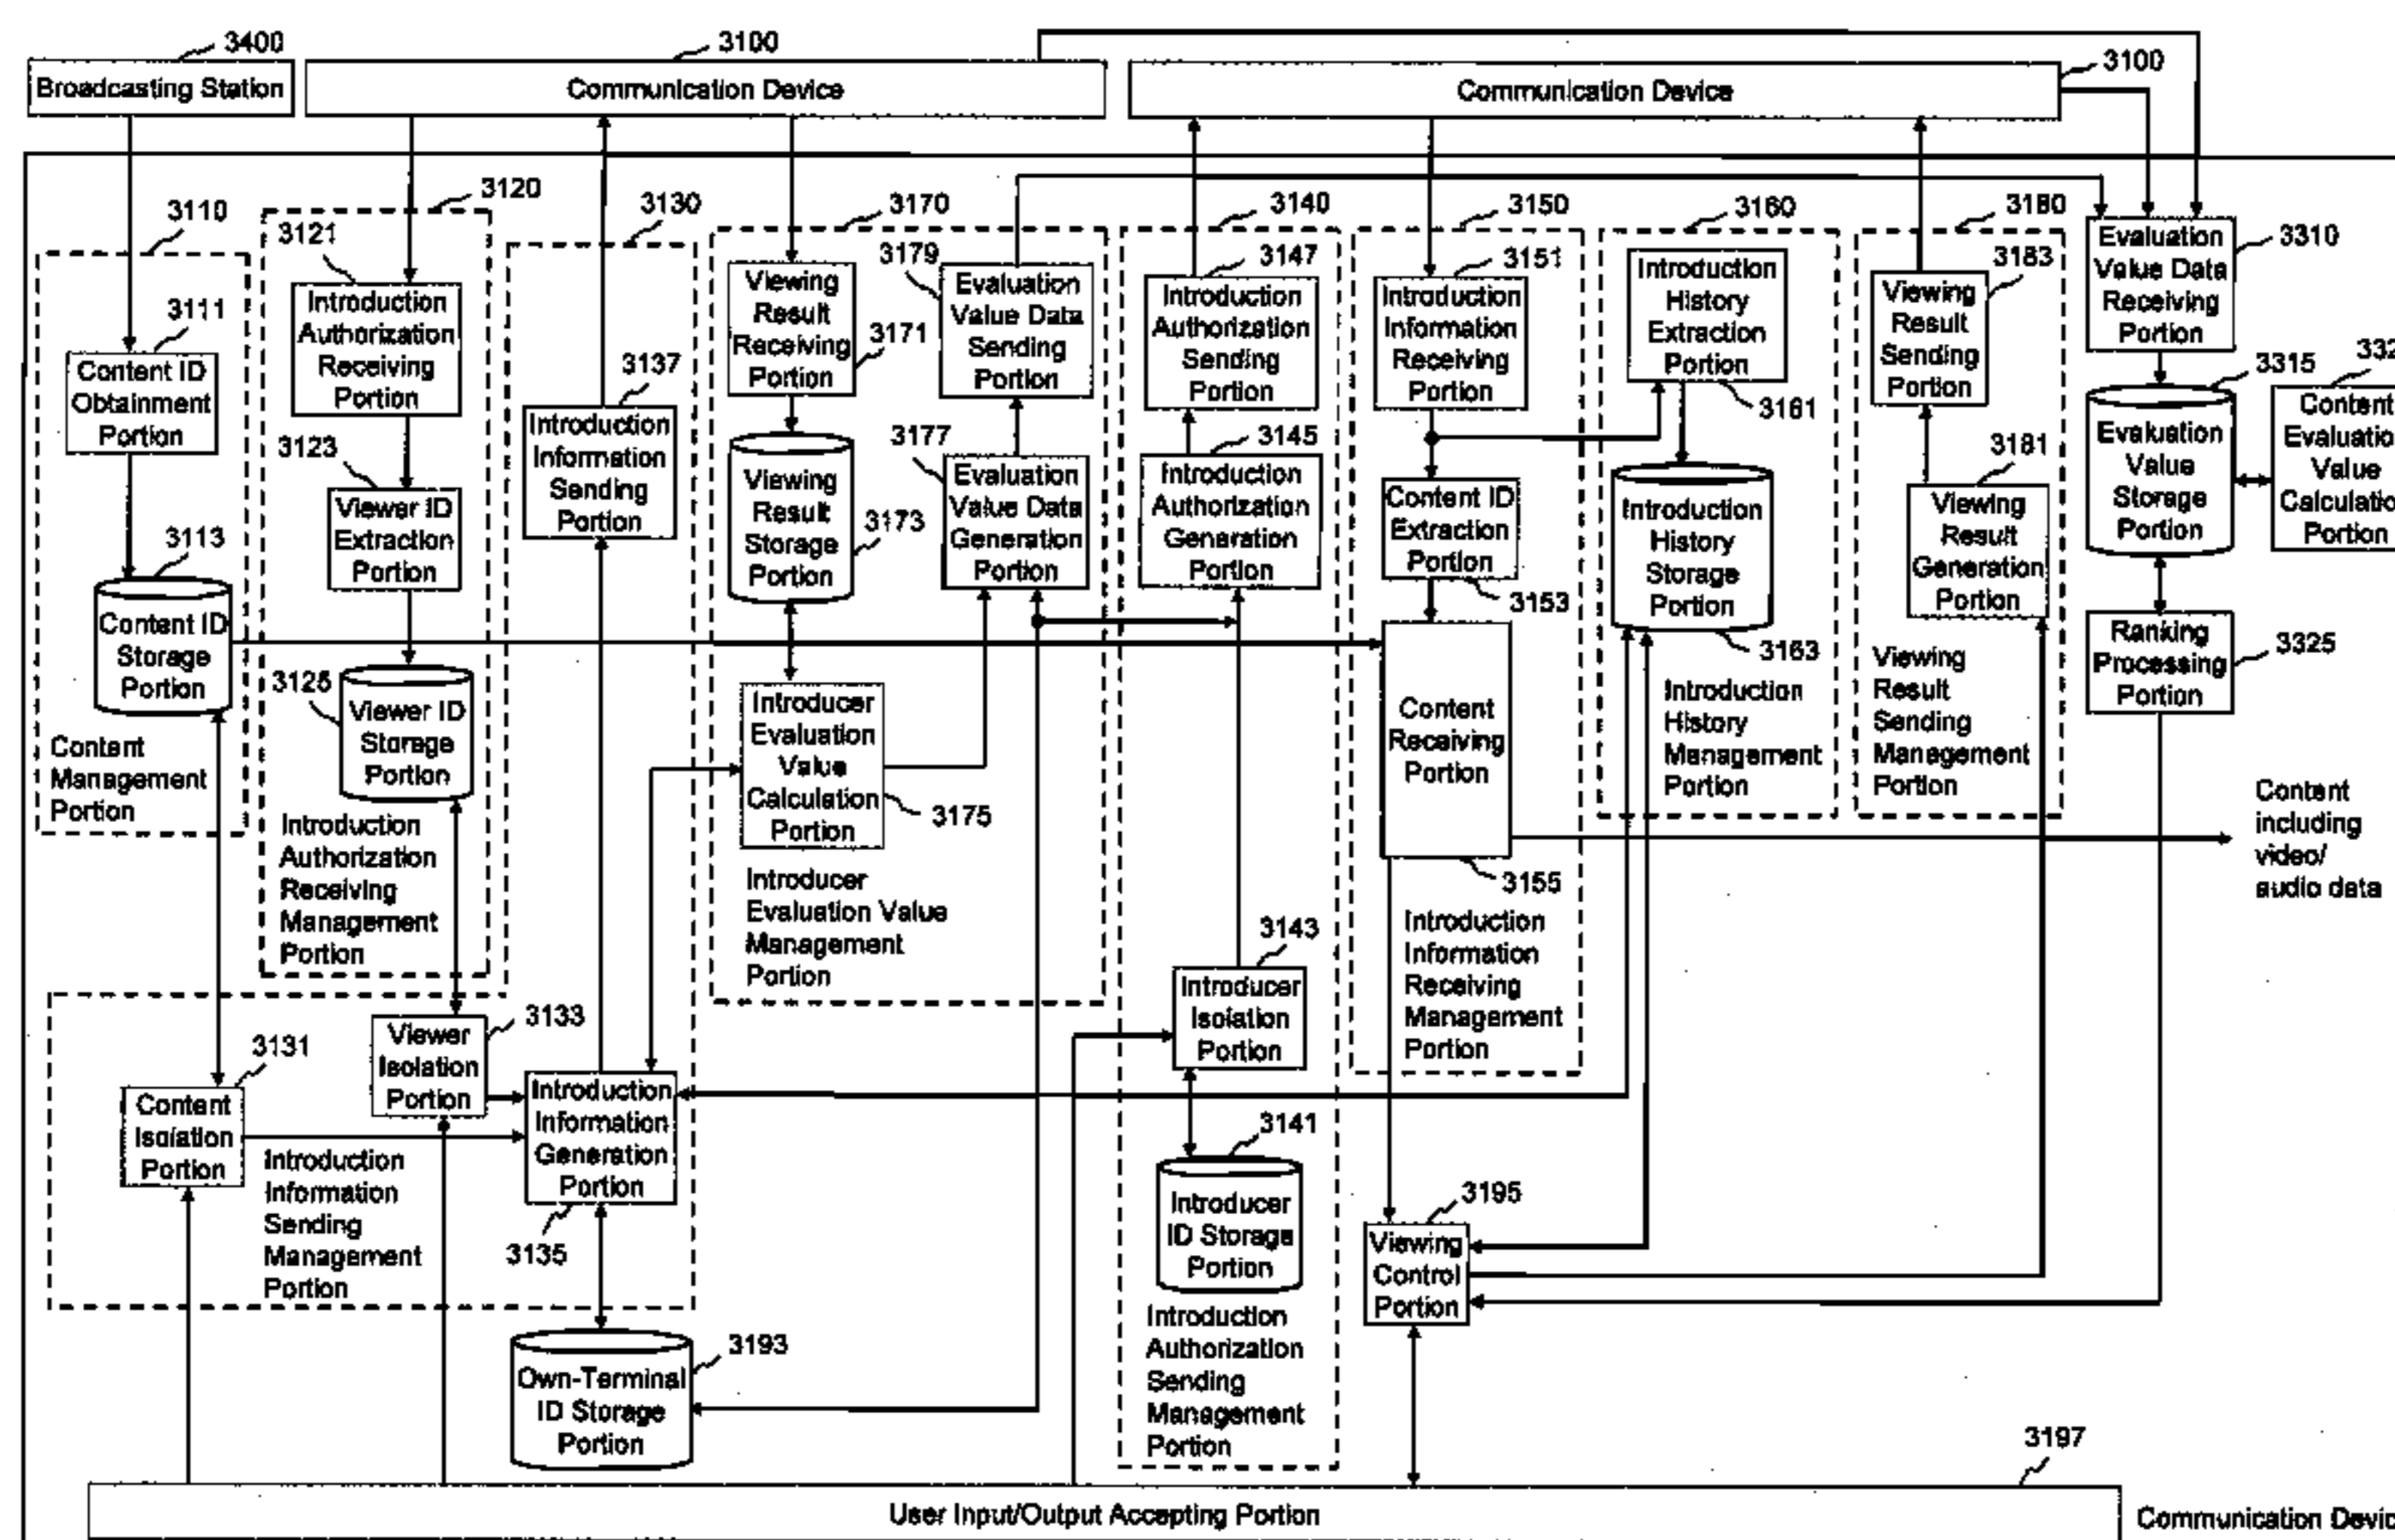 3400
3100
3100
Broadcasting Station
Communication Device
Communication Device
3110
3120
3130
3170
3140
3150
3160
3180
3111
Content ID
Obtainment
Portion
3113
Content ID
Storage
Portion
Content
Management
Portion
3121
Introduction
Authorization
Receiving
Portion
3123
Viewer ID
Extraction
Portion
3125
Viewer ID
Storage
Portion
Introduction
Authorization
Receiving
Management
Portion
3137
Introduction
Information
Sending
Portion
3131
Content
Isolation
Portion
3133
Viewer
Isolation
Portion
Introduction
Information
Generation
Portion
3135
Introduction
Information
Sending
Management
Portion
3193
Own-Terminal
ID Storage
Portion
Viewing
Result
Receiving
Portion
3171
Viewing
Result
Storage
Portion
3173
Introducer
Evaluation
Value
Calculation
Portion
3175
3179
Evaluation
Value Data
Sending
Portion
3177
Evaluation
Value Data
Generation
Portion
Introducer
Evaluation Value
Management
Portion
3147
Introduction
Authorization
Sending
Portion
3145
Introduction
Authorization
Generation
Portion
3143
Introducer
Isolation
Portion
3141
Introducer
ID Storage
Portion
Introduction
Authorization
Sending
Management
Portion
3151
Introduction
Information
Receiving
Portion
Content ID
Extraction
Portion
3153
Content
Receiving
Portion
3155
Introduction
Information
Receiving
Management
Portion
3195
Viewing
Control
Portion
Introduction
History
Extraction
Portion
3161
Introduction
History
Storage
Portion
3163
Introduction
History
Management
Portion
3183
Viewing
Result
Sending
Portion
3181
Viewing
Result
Generation
Portion
Viewing
Result
Sending
Management
Portion
Evaluation
Value Data
Receiving
Portion
3310
3315
Evaluation
Value
Storage
Portion
Content
Evaluatio
Value
Calculatio
Portion
Ranking
Processing
Portion
3325
Content
including
video/
audio data
3197
User Input/Output Accepting Portion
Communication Devic